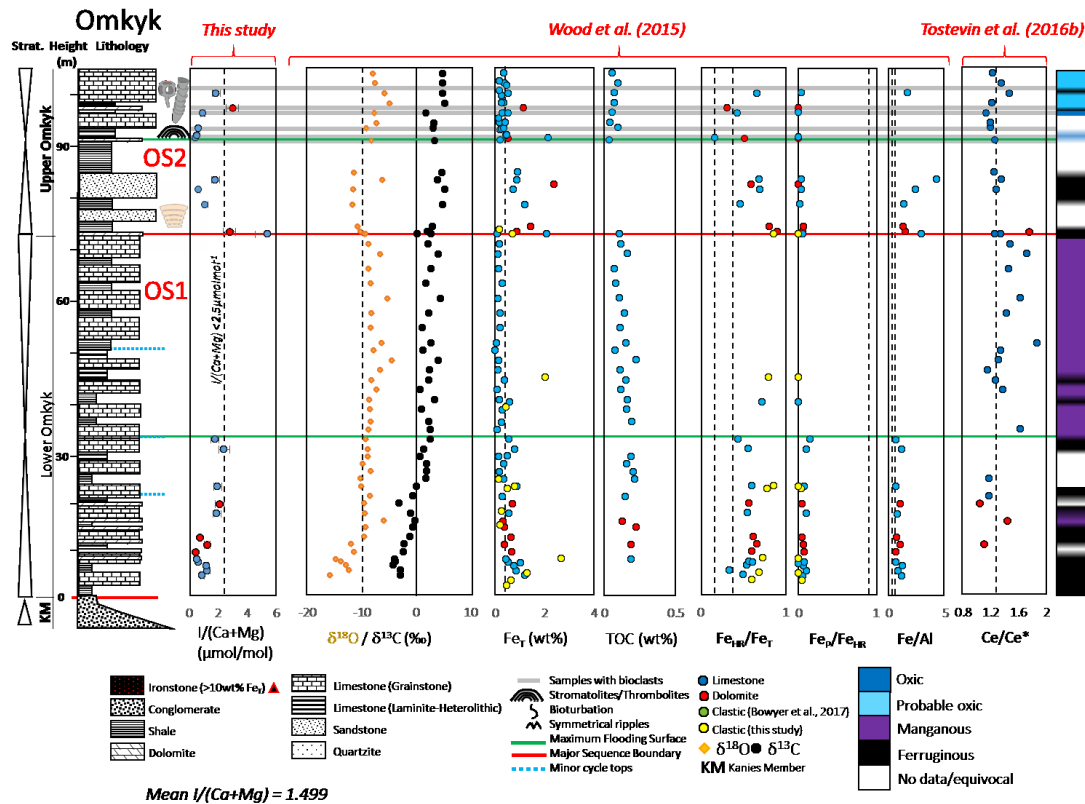 Omkyk
This study
Wood et al. (2015)
Tostevin et al. (2016b)
Strat. Height Lithology
(m)
Upper Omkyk
Lower Omkyk
KM
90
60
30
0
OS2
OS1
I/(Ca+Mg) <2.5µmolmol-1
0 2 4 6
-20 -10 0 10
0 2 4
0 0.5
0 1
0 1
0 5
0.8 1.2 1.6 2
I/(Ca+Mg)
(µmol/mol)
δ18O / δ13C (‰)
FeT (wt%)
TOC (wt%)
FeHR/FeT
FeP/FeHR
Fe/Al
Ce/Ce*
Ironstone (>10wt% FeT)
Conglomerate
Shale
Dolomite
Limestone (Grainstone)
Limestone (Laminite-Heterolithic)
Sandstone
Quartzite
Samples with bioclasts
Stromatolites/Thrombolites
Bioturbation
Symmetrical ripples
Maximum Flooding Surface
Major Sequence Boundary
Minor cycle tops
Limestone
Dolomite
Clastic (Bowyer et al., 2017)
Clastic (this study)
δ18O δ13C
KM Kanies Member
Oxic
Probable oxic
Manganous
Ferruginous
No data/equivocal
Mean I/(Ca+Mg) = 1.499